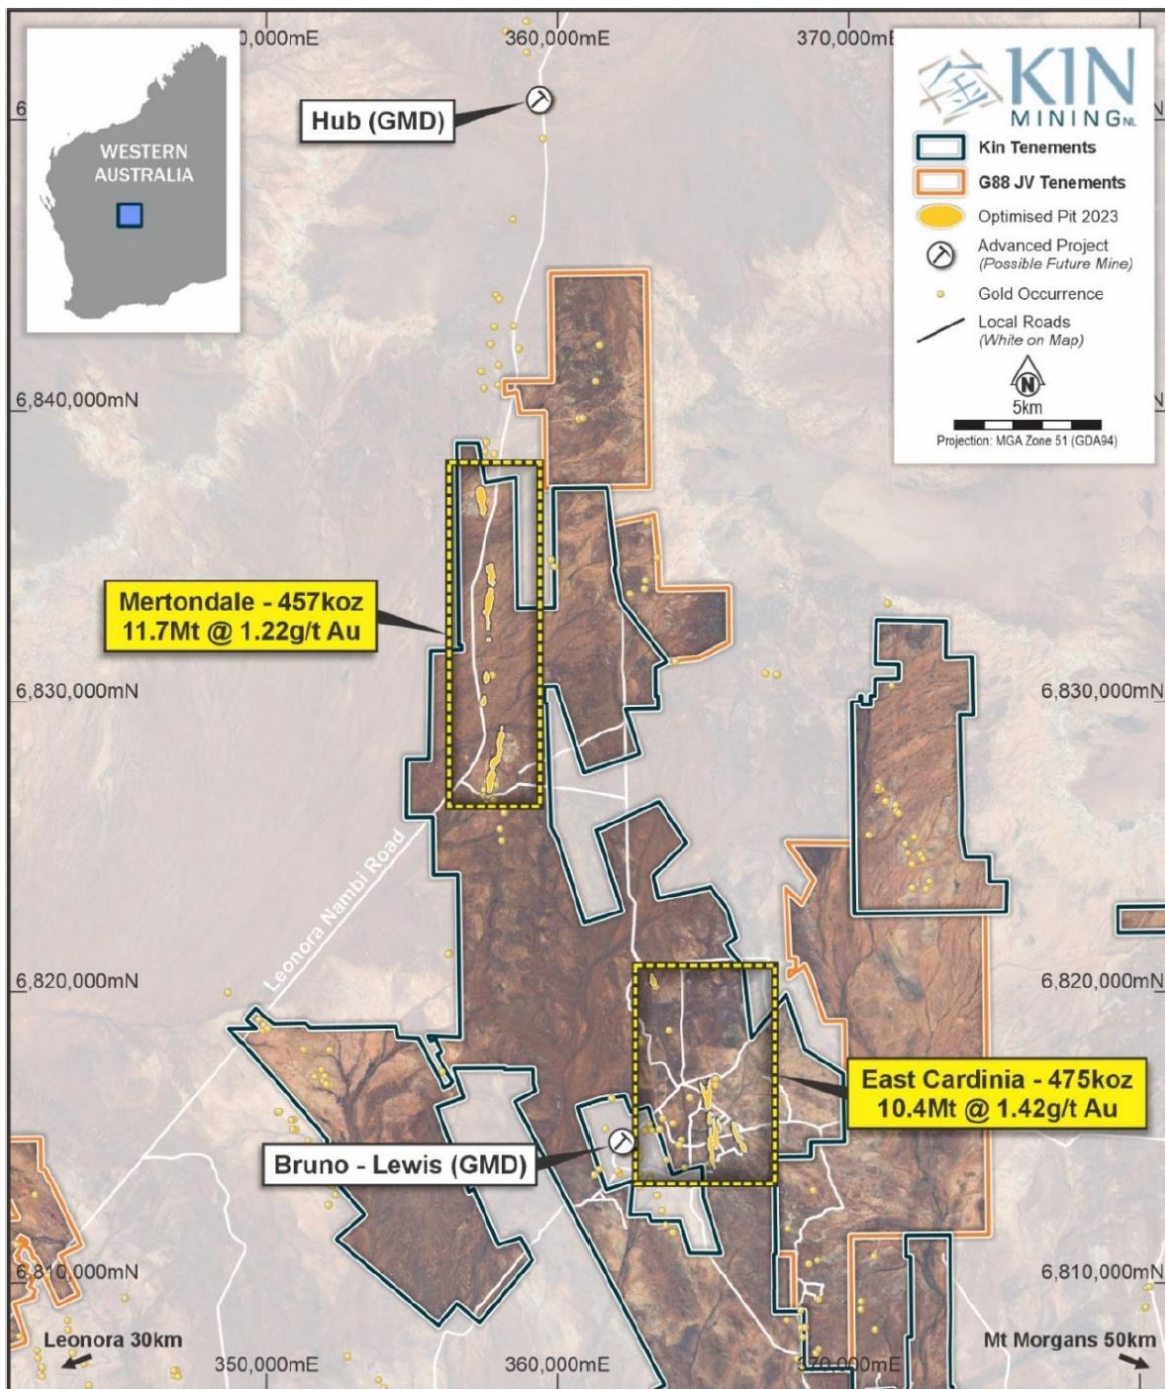 0,000mE
360,000mE
370,000mE
WESTERN
AUSTRALIA
Hub (GMD)
金
KIN
MINING NL
Kin Tenements
G88 JV Tenements
Optimised Pit 2023
Advanced Project
(Possible Future Mine)
Gold Occurrence
Local Roads
(White on Map)
N
5km
Projection: MGA Zone 51 (GDA94)
6
N
6,840,000mN
N
Mertondale - 457koz
11.7Mt @ 1.22g/t Au
6,830,000mN
6,830,000mN
Leonora Nambi Road
6,820,000mN
6,820,000mN
East Cardinia - 475koz
10.4Mt @ 1.42g/t Au
Bruno - Lewis (GMD)
6,810,000mN
6,810,000mN
Leonora 30km
350,000mE
360,000mE
370,000mE
Mt Morgans 50km